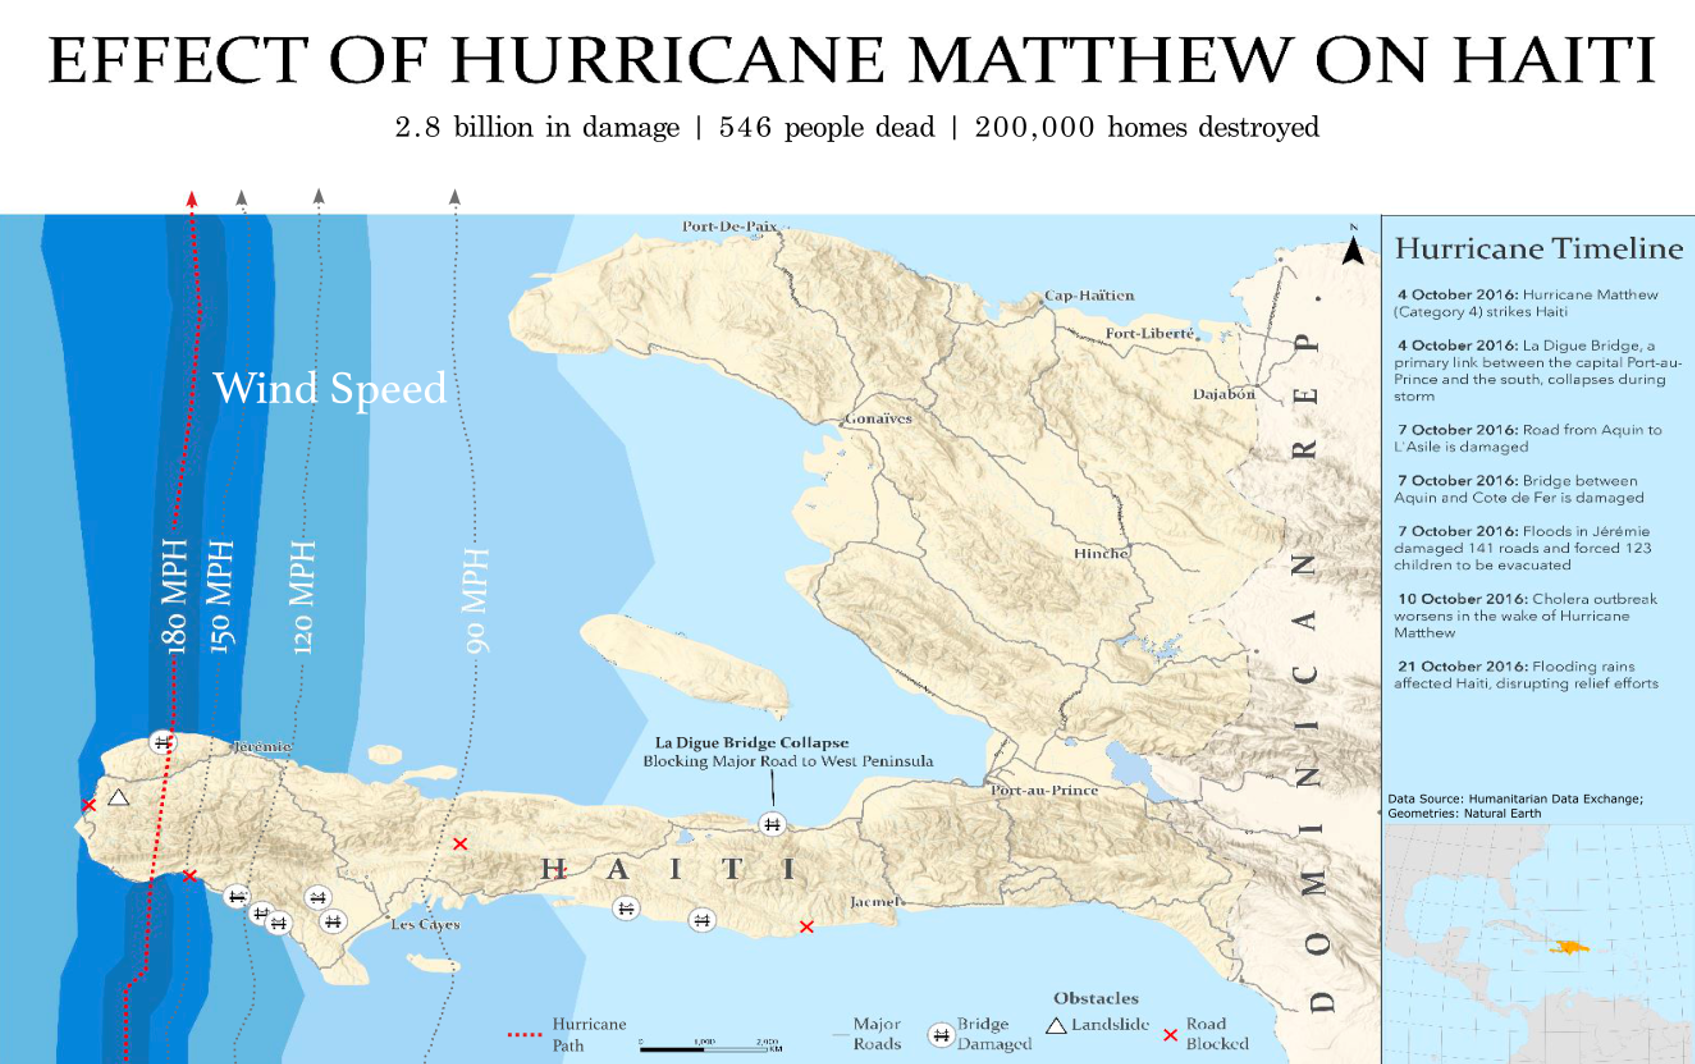 EFFECT OF HURRICANE MATTHEW ON HAITI
2.8 billion in damage | 546 people dead | 200,000 homes destroyed
Wind Speed
180 MPH
150 MPH
120 MPH
90 MPH
Port-De-Paix
Cap-Haïtien
Fort-Liberté
Dajabón
Gonaïves
Hinche
Jérémie
La Digue Bridge Collapse
Blocking Major Road to West Peninsula
Port-au-Prince
HAITI
Jacmel
Les Cayes
DOMINICAN REP.
N
Obstacles
Hurricane
Path
0 1,000 2,000
KM
Major
Roads
Bridge
Damaged
Landslide
Road
Blocked
Hurricane Timeline
4 October 2016: Hurricane Matthew
(Category 4) strikes Haiti
4 October 2016: La Digue Bridge, a
primary link between the capital Port-au-
Prince and the south, collapses during
storm
7 October 2016: Road from Aquin to
L'Asile is damaged
7 October 2016: Bridge between
Aquin and Cote de Fer is damaged
7 October 2016: Floods in Jérémie
damaged 141 roads and forced 123
children to be evacuated
10 October 2016: Cholera outbreak
worsens in the wake of Hurricane
Matthew
21 October 2016: Flooding rains
affected Haiti, disrupting relief efforts
Data Source: Humanitarian Data Exchange;
Geometries: Natural Earth